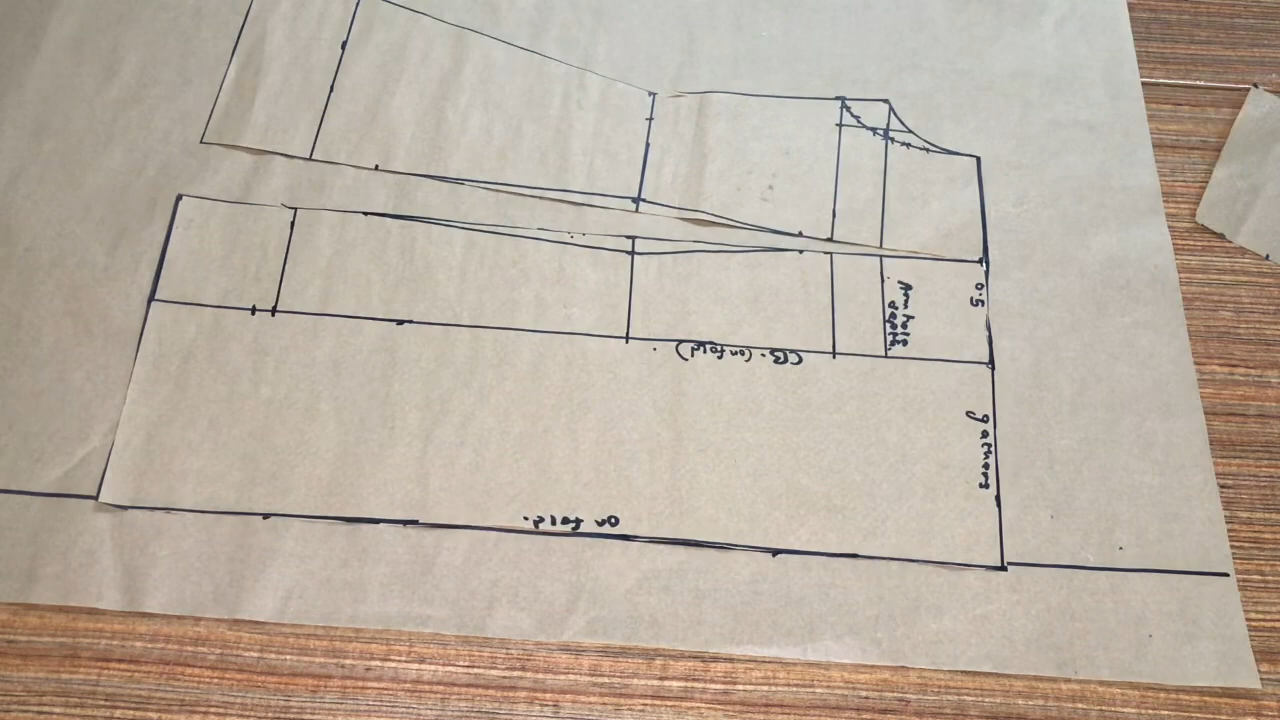 0.5
Armhole
depth.
CB. (on fold)
gathers
on fold.